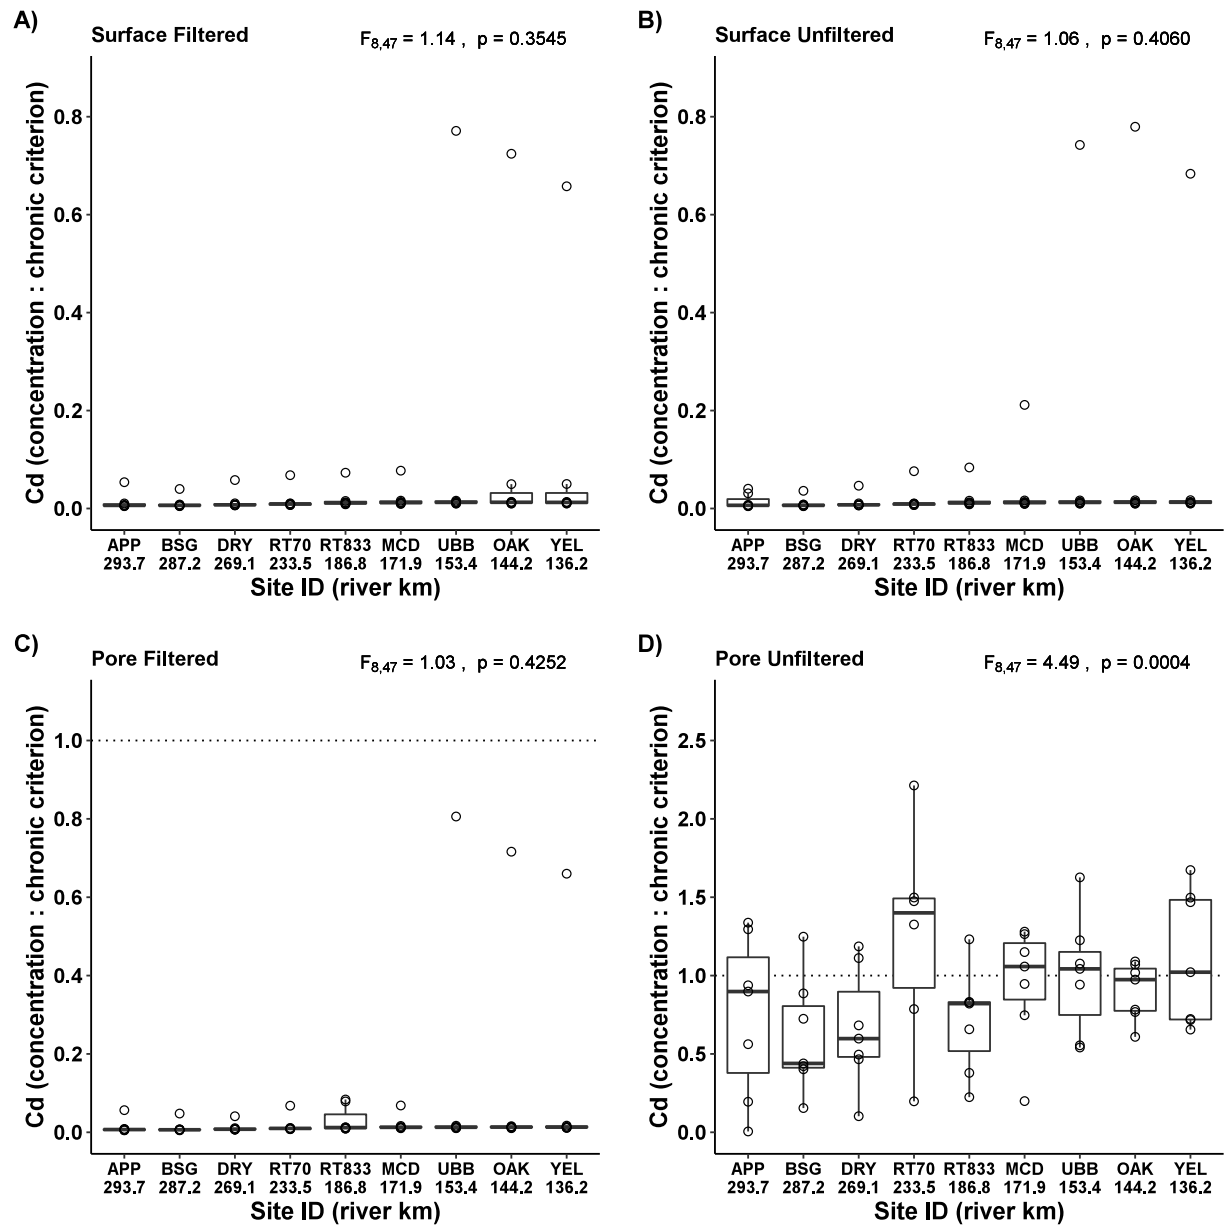 A)
Surface Filtered
F8,47 = 1.14 , p = 0.3545
Cd (concentration : chronic criterion)
0.8
0.6
0.4
0.2
0.0
APP BSG DRY RT70 RT833 MCD UBB OAK YEL
293.7 287.2 269.1 233.5 186.8 171.9 153.4 144.2 136.2
Site ID (river km)
B)
Surface Unfiltered
F8,47 = 1.06 , p = 0.4060
Cd (concentration : chronic criterion)
0.8
0.6
0.4
0.2
0.0
APP BSG DRY RT70 RT833 MCD UBB OAK YEL
293.7 287.2 269.1 233.5 186.8 171.9 153.4 144.2 136.2
Site ID (river km)
C)
Pore Filtered
F8,47 = 1.03 , p = 0.4252
Cd (concentration : chronic criterion)
1.0
0.8
0.6
0.4
0.2
0.0
APP BSG DRY RT70 RT833 MCD UBB OAK YEL
293.7 287.2 269.1 233.5 186.8 171.9 153.4 144.2 136.2
Site ID (river km)
D)
Pore Unfiltered
F8,47 = 4.49 , p = 0.0004
Cd (concentration : chronic criterion)
2.5
2.0
1.5
1.0
0.5
0.0
APP BSG DRY RT70 RT833 MCD UBB OAK YEL
293.7 287.2 269.1 233.5 186.8 171.9 153.4 144.2 136.2
Site ID (river km)